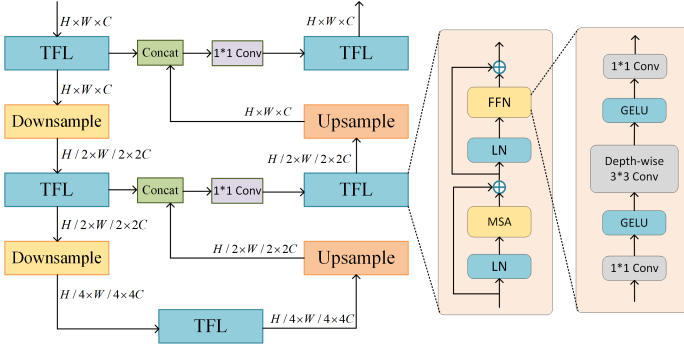 H×W×C
H×W×C
TFL
Concat
1*1 Conv
TFL
H×W×C
H×W×C
Downsample
Upsample
H/2×W/2×2C
H/2×W/2×2C
TFL
Concat
1*1 Conv
TFL
H/2×W/2×2C
H/2×W/2×2C
Downsample
Upsample
H/4×W/4×4C
TFL
H/4×W/4×4C
FFN
LN
MSA
LN
1*1 Conv
GELU
Depth-wise
3*3 Conv
GELU
1*1 Conv